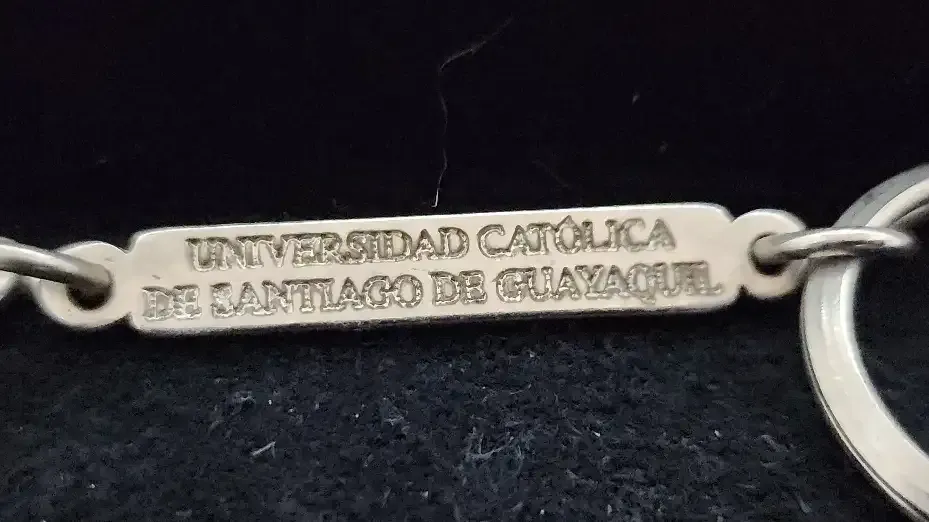 UNIVERSIDAD CATÓLICA
DE SANTIAGO DE GUAYAQUIL